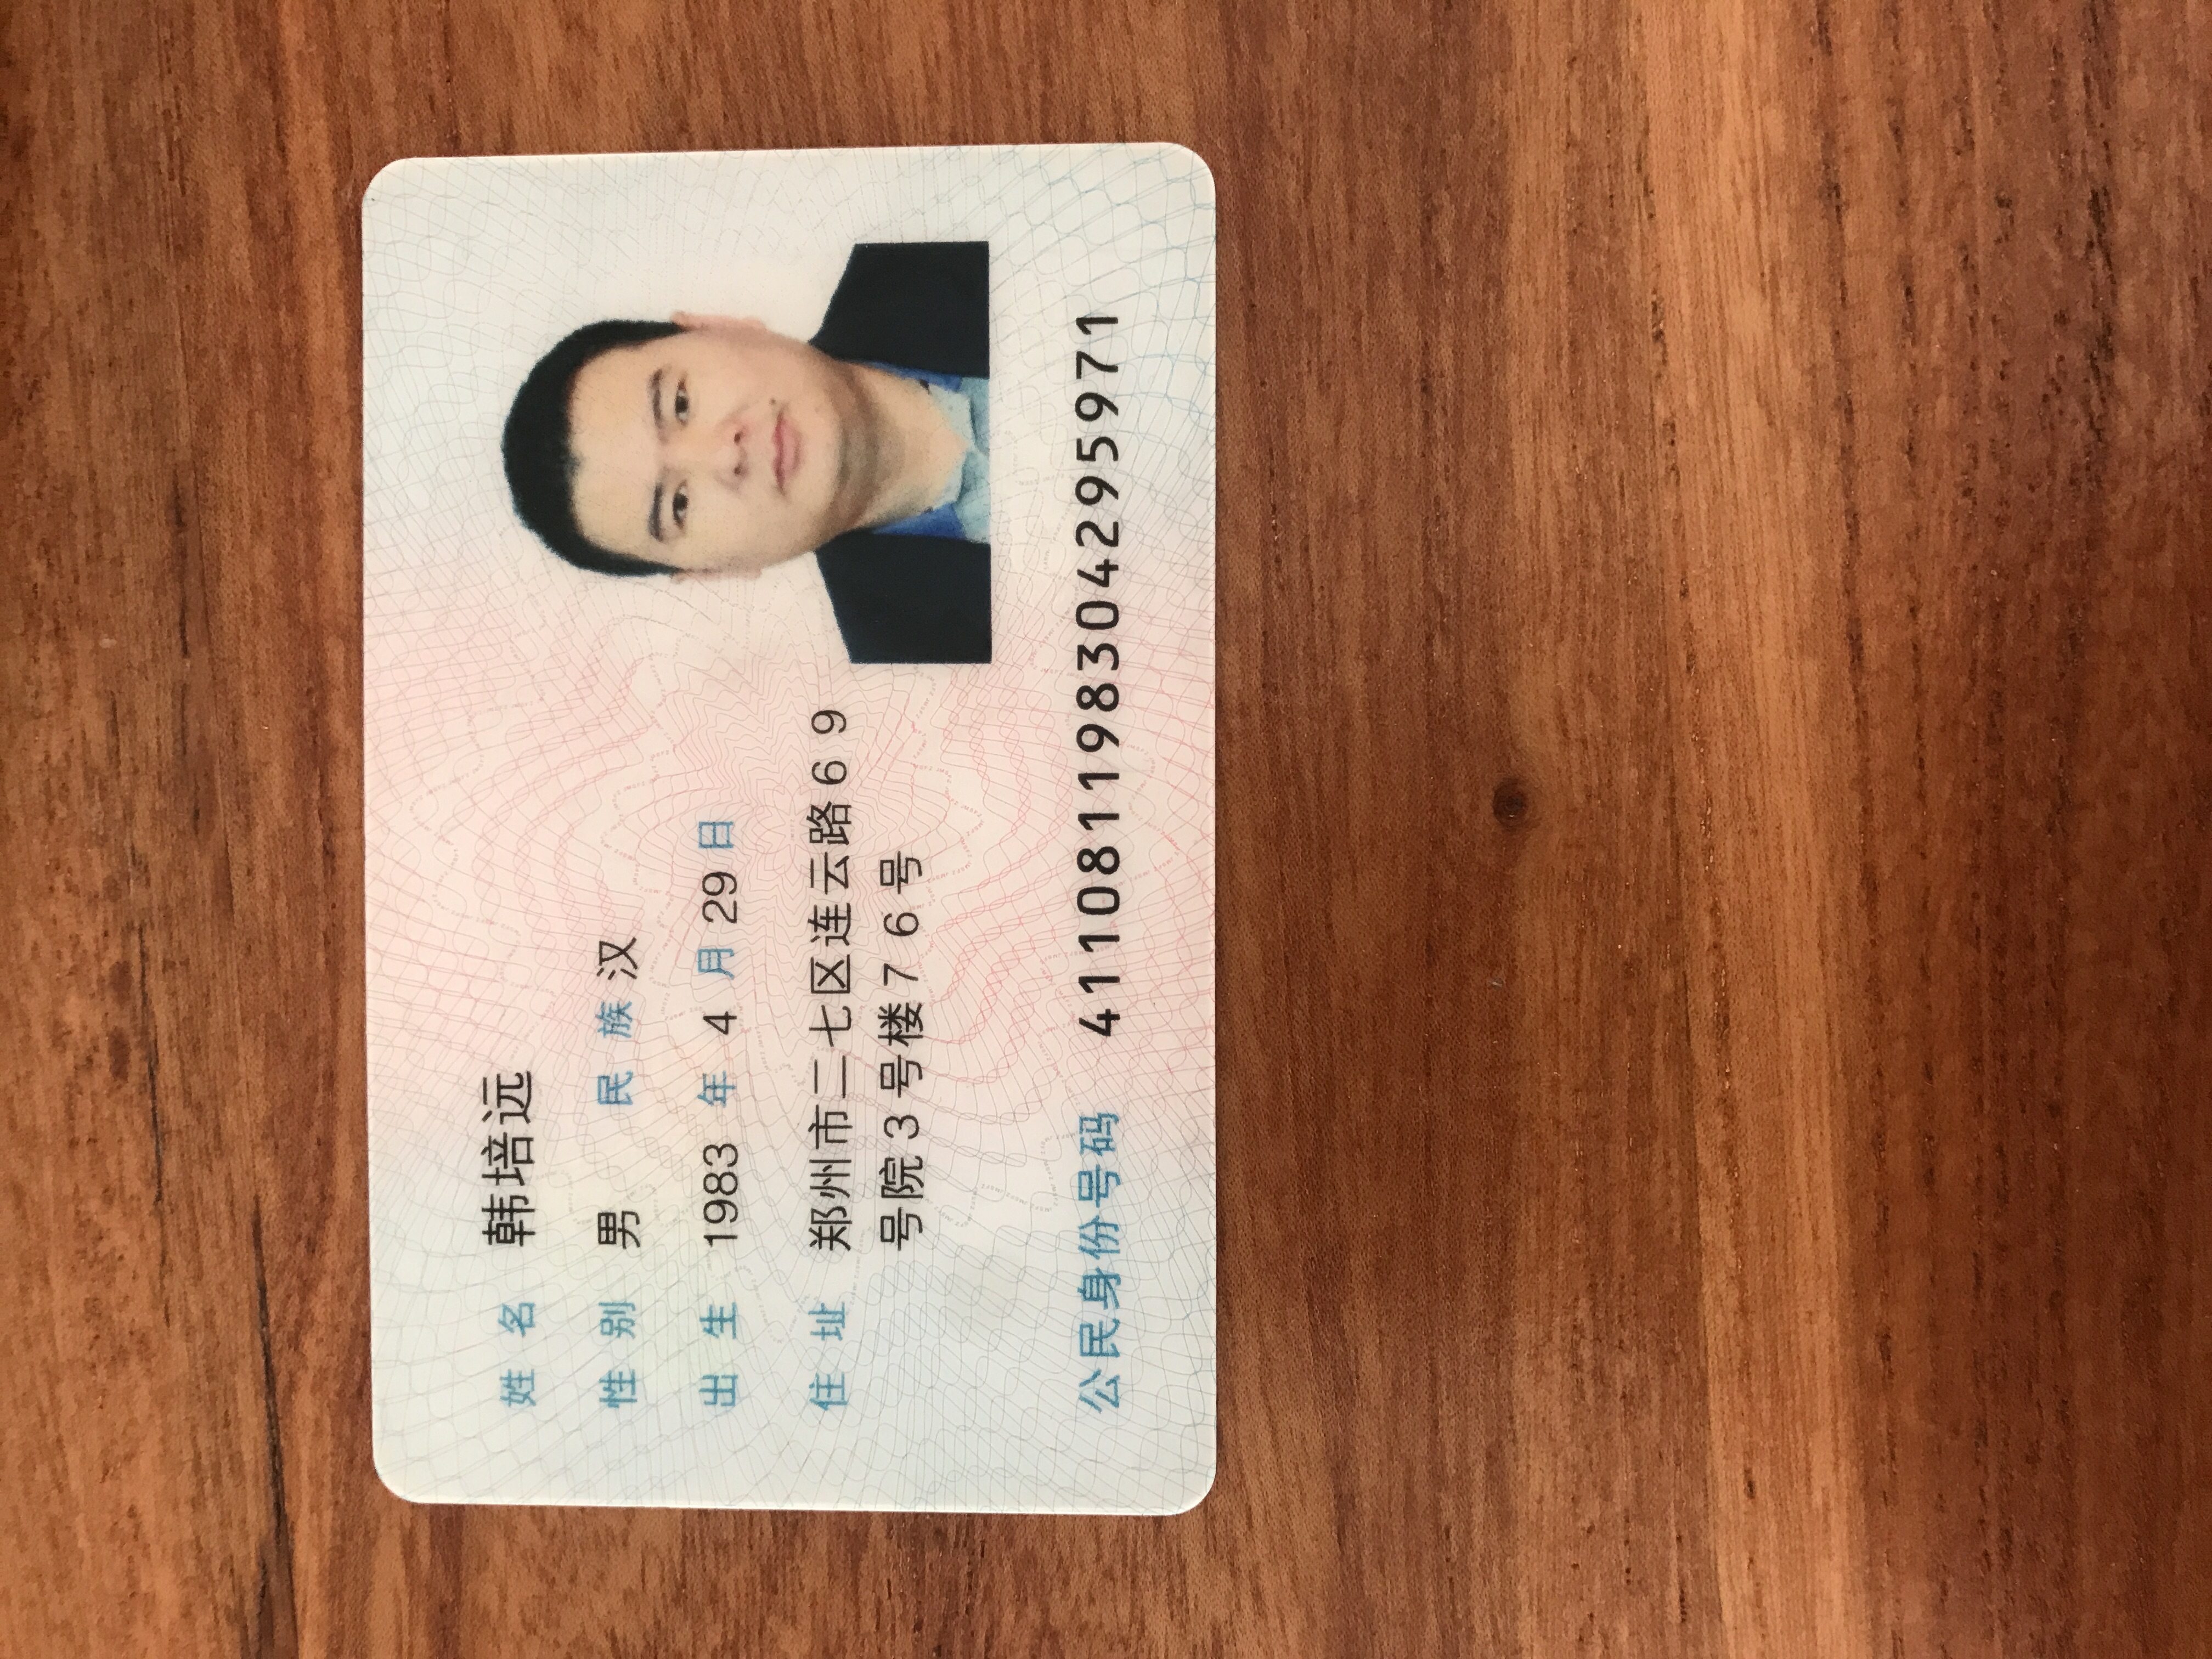 姓名 韩培远
性别 男 民族 汉
出生 1983 年 4 月 29 日
住址 郑州市二七区连云路69
号院3号楼76号
公民身份号码 411081198304295971